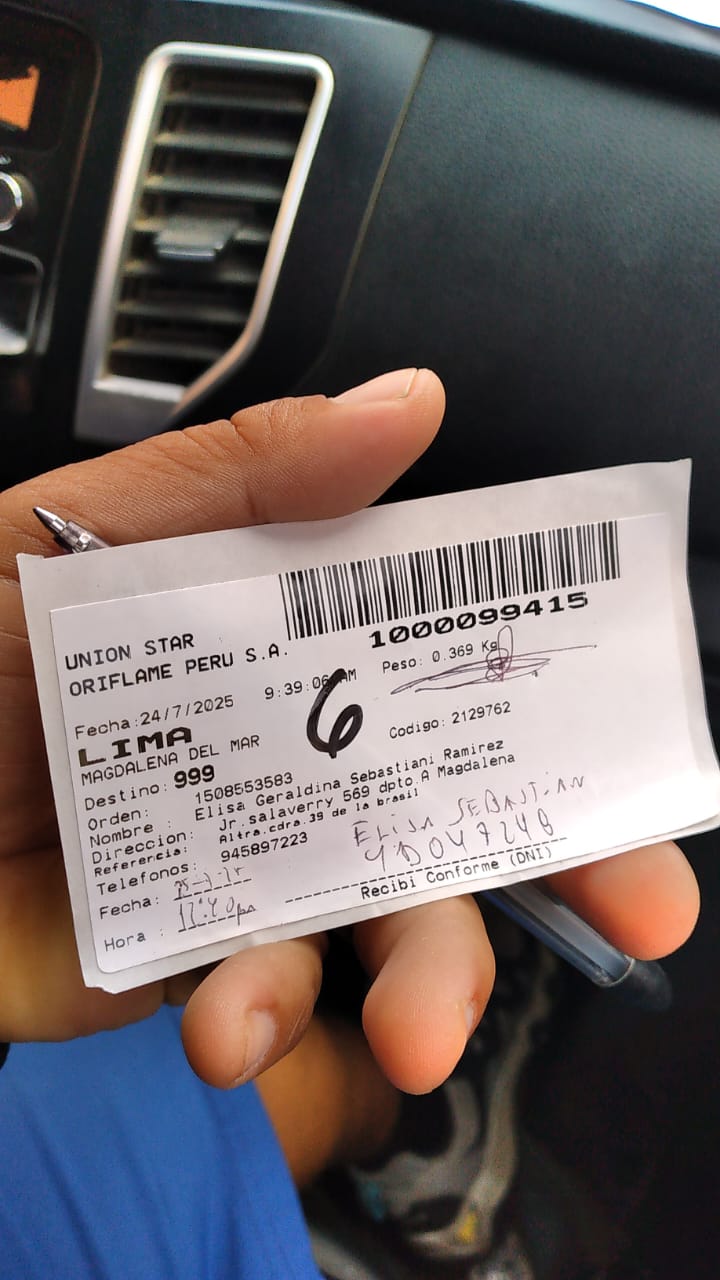 1000099415
UNION STAR
ORIFLAME PERU S.A.
Peso: 0.369 Kg
Fecha:24/7/2025 9:39:06 AM
6
LIMA
MAGDALENA DEL MAR
Codigo: 2129762
Destino: 999
Orden: 1508553583
Nombre : Elisa Geraldina Sebastiani Ramirez
Direccion: Jr.salaverry 569 dpto.A Magdalena
Referencia: Altra.cdra.39 de la brasil
Telefonos: 945897223
ELISA SEBASTIAN
Fecha:
Hora :
Recibi Conforme (DNI)